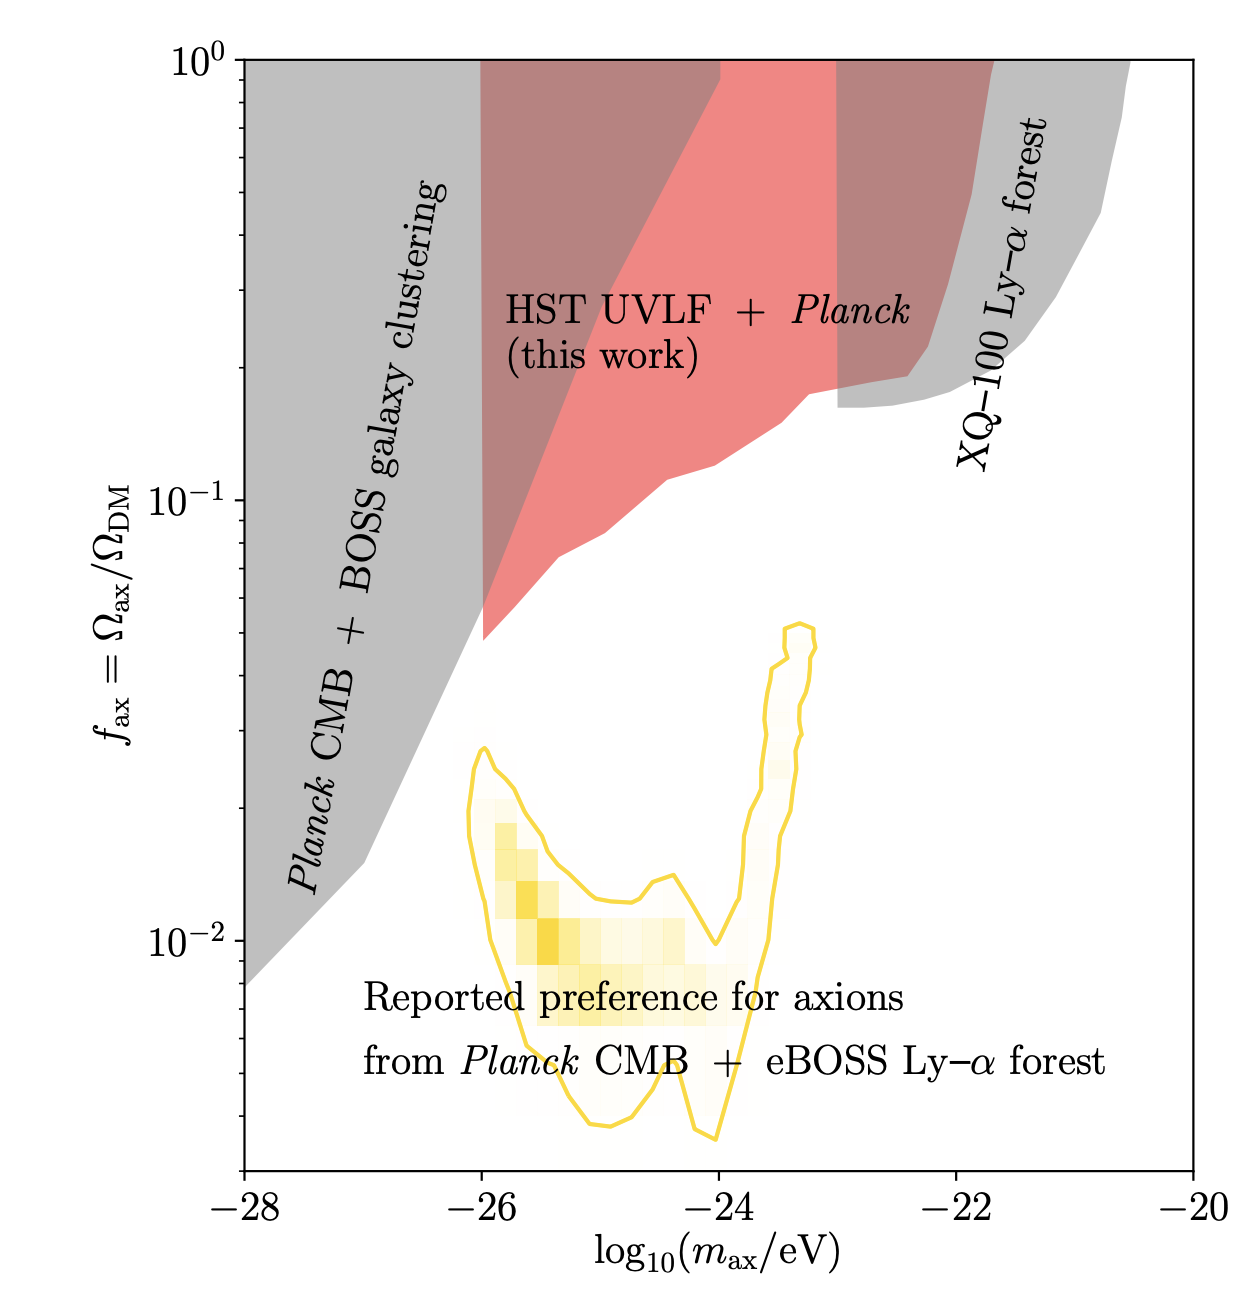 10⁰
10⁻¹
10⁻²
f_ax = Ω_ax/Ω_DM
Planck CMB + BOSS galaxy clustering
HST UVLF + Planck
(this work)
XQ–100 Ly–α forest
Reported preference for axions
from Planck CMB + eBOSS Ly–α forest
−28 −26 −24 −22 −20
log₁₀(m_ax/eV)